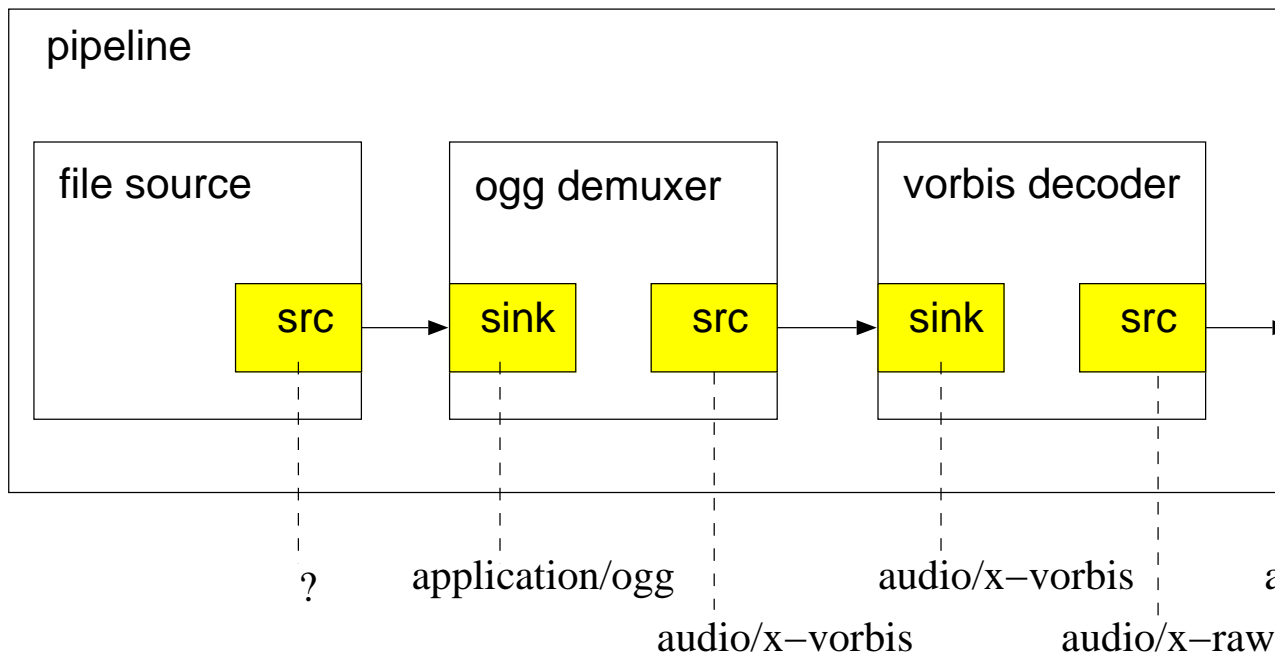 pipeline
file source
ogg demuxer
vorbis decoder
src
sink
src
sink
src
?
application/ogg
audio/x−vorbis
a
audio/x−vorbis
audio/x−raw